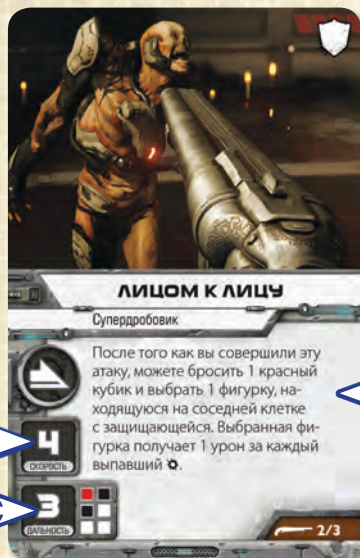 ЛИЦОМ К ЛИЦУ
Супердробовик
После того как вы совершили эту
атаку, можете бросить 1 красный
кубик и выбрать 1 фигурку, на-
ходящуюся на соседней клетке
с защищающейся. Выбранная фи-
гурка получает 1 урон за каждый
выпавший
4
СКОРОСТЬ
3
ДАЛЬНОСТЬ
2/3